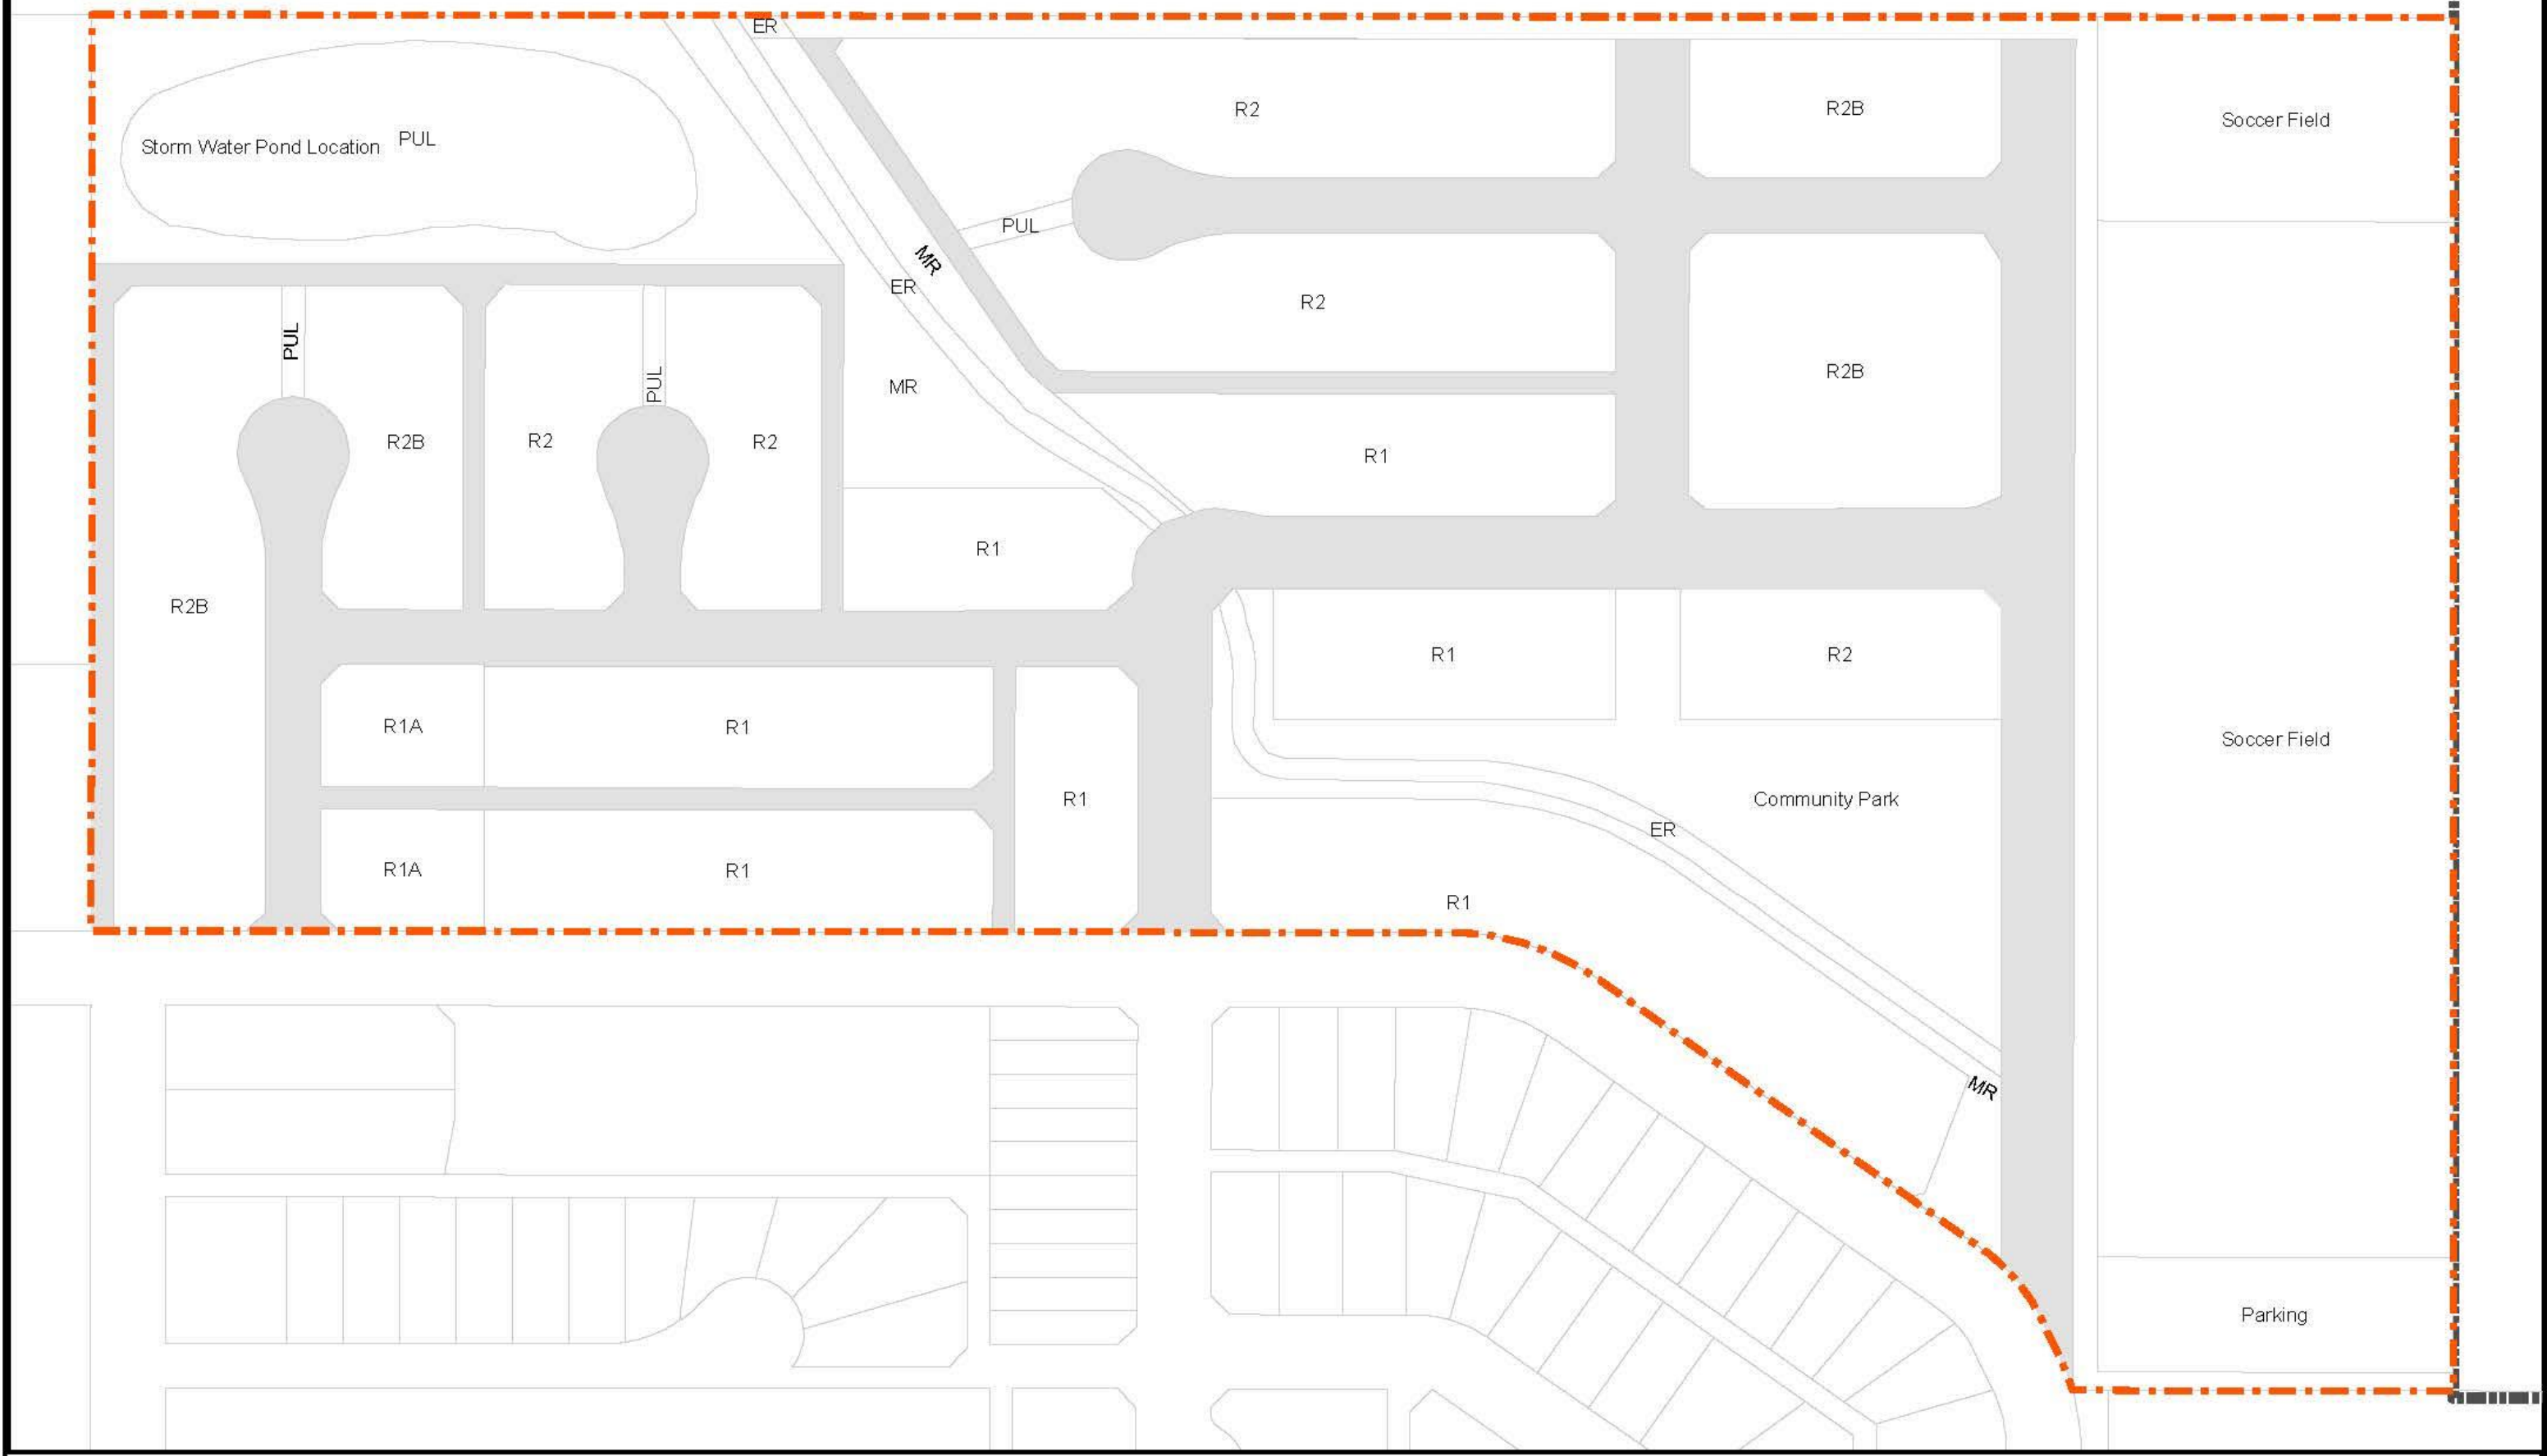 ER
R2
R2B
Soccer Field
Storm Water Pond Location
PUL
PUL
MR
ER
R2
PUL
PUL
R2B
MR
R2B
R2
R2
R1
R1
R2B
R1
R2
R1A
R1
Soccer Field
R1
Community Park
ER
R1A
R1
R1
MR
Parking